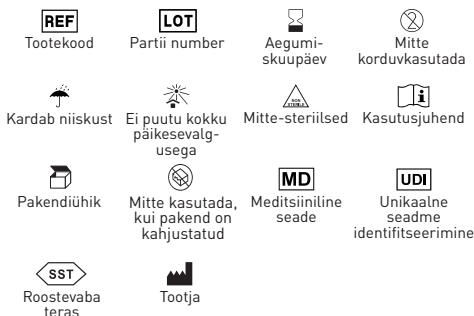 REF
LOT
2
Tootekood
Partii number
Aegumi-
skuupäev
Mitte
korduvkasutada
NON
STERILE
i
Kardab niiskust
Ei puutu kokku
päikesevalg-
usega
Mitte-steriilsed
Kasutusjuhend
MD
UDI
Pakendiühik
Mitte kasutada,
kui pakend on
kahjustatud
Meditsiiniline
seade
Unikaalne
seadme
identifitseerimine
SST
Roostevaba
teras
Tootja